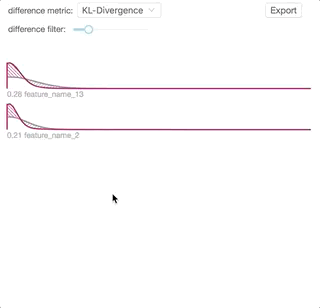 difference metric: KL-Divergence Export
difference filter:
0.28 feature_name_13
0.21 feature_name_2